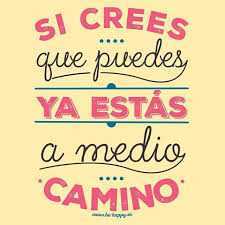 SI CREES
que puedes
YA ESTÁS
a medio
CAMINO